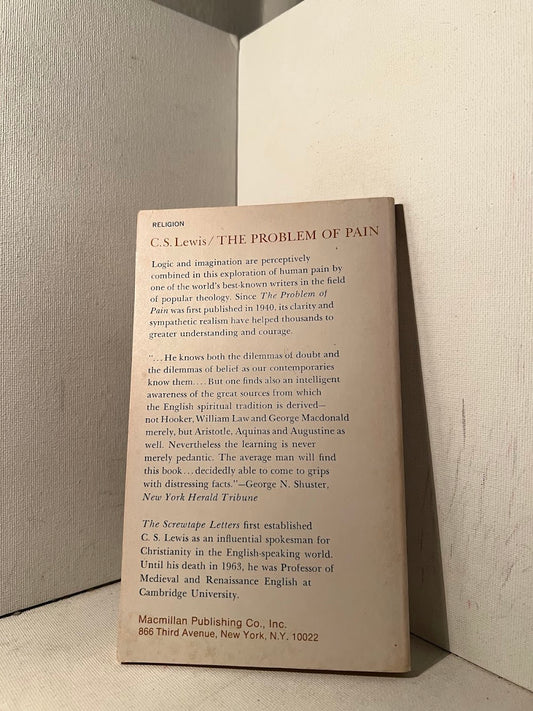 RELIGION
C.S. Lewis/THE PROBLEM OF PAIN
Logic and imagination are perceptively
combined in this exploration of human pain by
one of the world's best-known writers in the field
of popular theology. Since The Problem of
Pain was first published in 1940, its clarity and
sympathetic realism have helped thousands to
greater understanding and courage.
"...He knows both the dilemmas of doubt and
the dilemmas of belief as our contemporaries
know them.... But one finds also an intelligent
awareness of the great sources from which
the English spiritual tradition is derived—
not Hooker, William Law and George Macdonald
merely, but Aristotle, Aquinas and Augustine as
well. Nevertheless the learning is never
merely pedantic. The average man will find
this book...decidedly able to come to grips
with distressing facts."—George N. Shuster,
New York Herald Tribune
The Screwtape Letters first established
C. S. Lewis as an influential spokesman for
Christianity in the English-speaking world.
Until his death in 1963, he was Professor of
Medieval and Renaissance English at
Cambridge University.
Macmillan Publishing Co., Inc.
866 Third Avenue, New York, N.Y. 10022